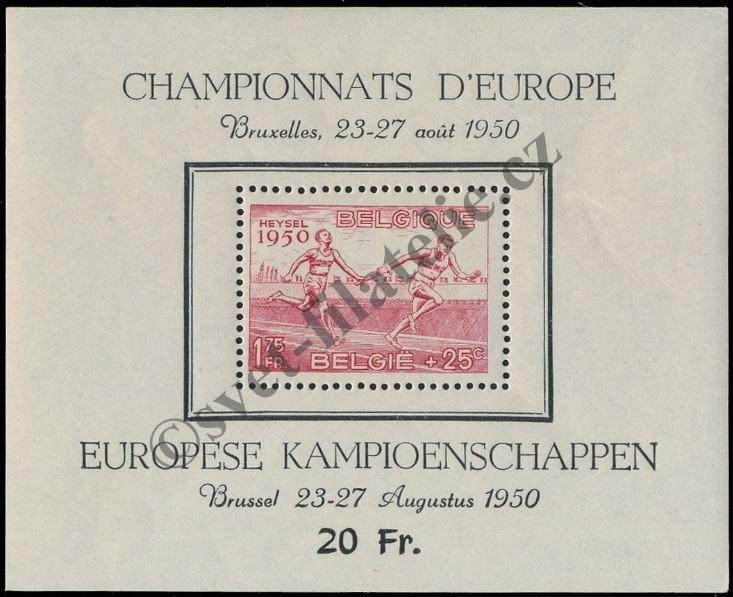 CHAMPIONNATS D'EUROPE
Bruxelles, 23-27 août 1950
HEYSEL BELGIQUE
1950
1 75 FR. BELGIË + 25 C
EUROPESE KAMPIOENSCHAPPEN
Brussel 23-27 Augustus 1950
20 Fr.
©svet-filatelie.cz